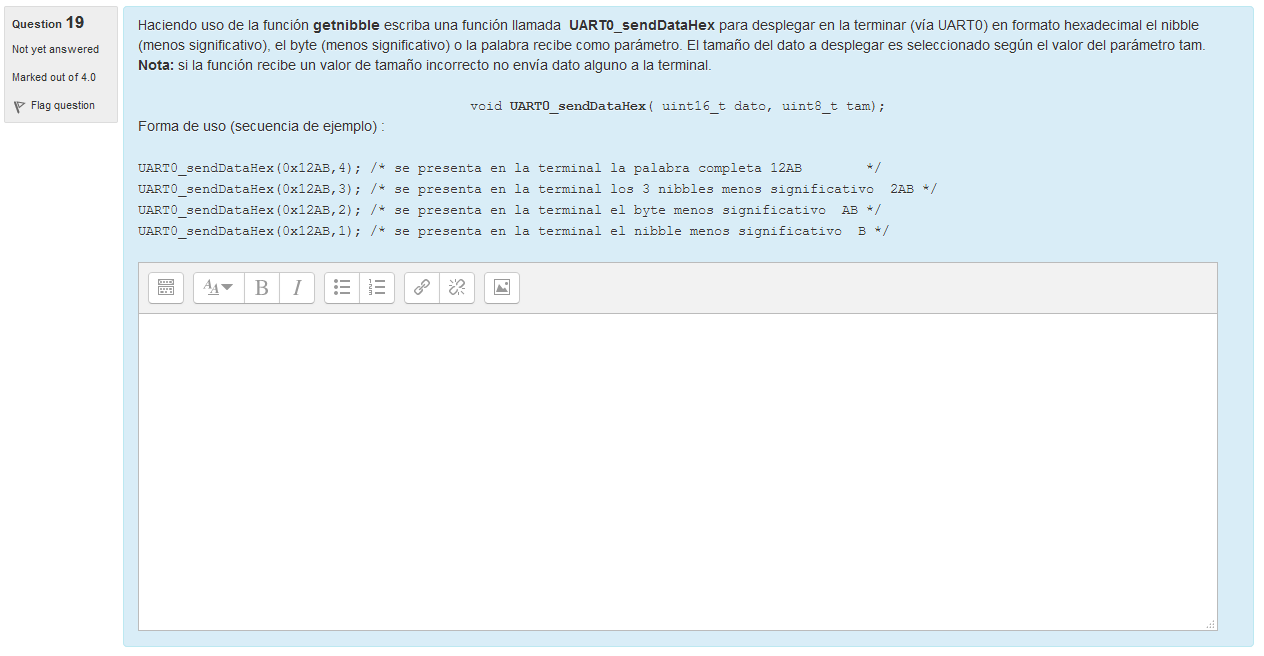 Question 19
Not yet answered
Marked out of 4.0
Flag question
Haciendo uso de la función getnibble escriba una función llamada UART0_sendDataHex para desplegar en la terminar (vía UART0) en formato hexadecimal el nibble
(menos significativo), el byte (menos significativo) o la palabra recibe como parámetro. El tamaño del dato a desplegar es seleccionado según el valor del parámetro tam.
Nota: si la función recibe un valor de tamaño incorrecto no envía dato alguno a la terminal.
void UART0_sendDataHex( uint16_t dato, uint8_t tam);
Forma de uso (secuencia de ejemplo) :
UART0_sendDataHex(0x12AB,4); /* se presenta en la terminal la palabra completa 12AB */
UART0_sendDataHex(0x12AB,3); /* se presenta en la terminal los 3 nibbles menos significativo 2AB */
UART0_sendDataHex(0x12AB,2); /* se presenta en la terminal el byte menos significativo AB */
UART0_sendDataHex(0x12AB,1); /* se presenta en la terminal el nibble menos significativo B */